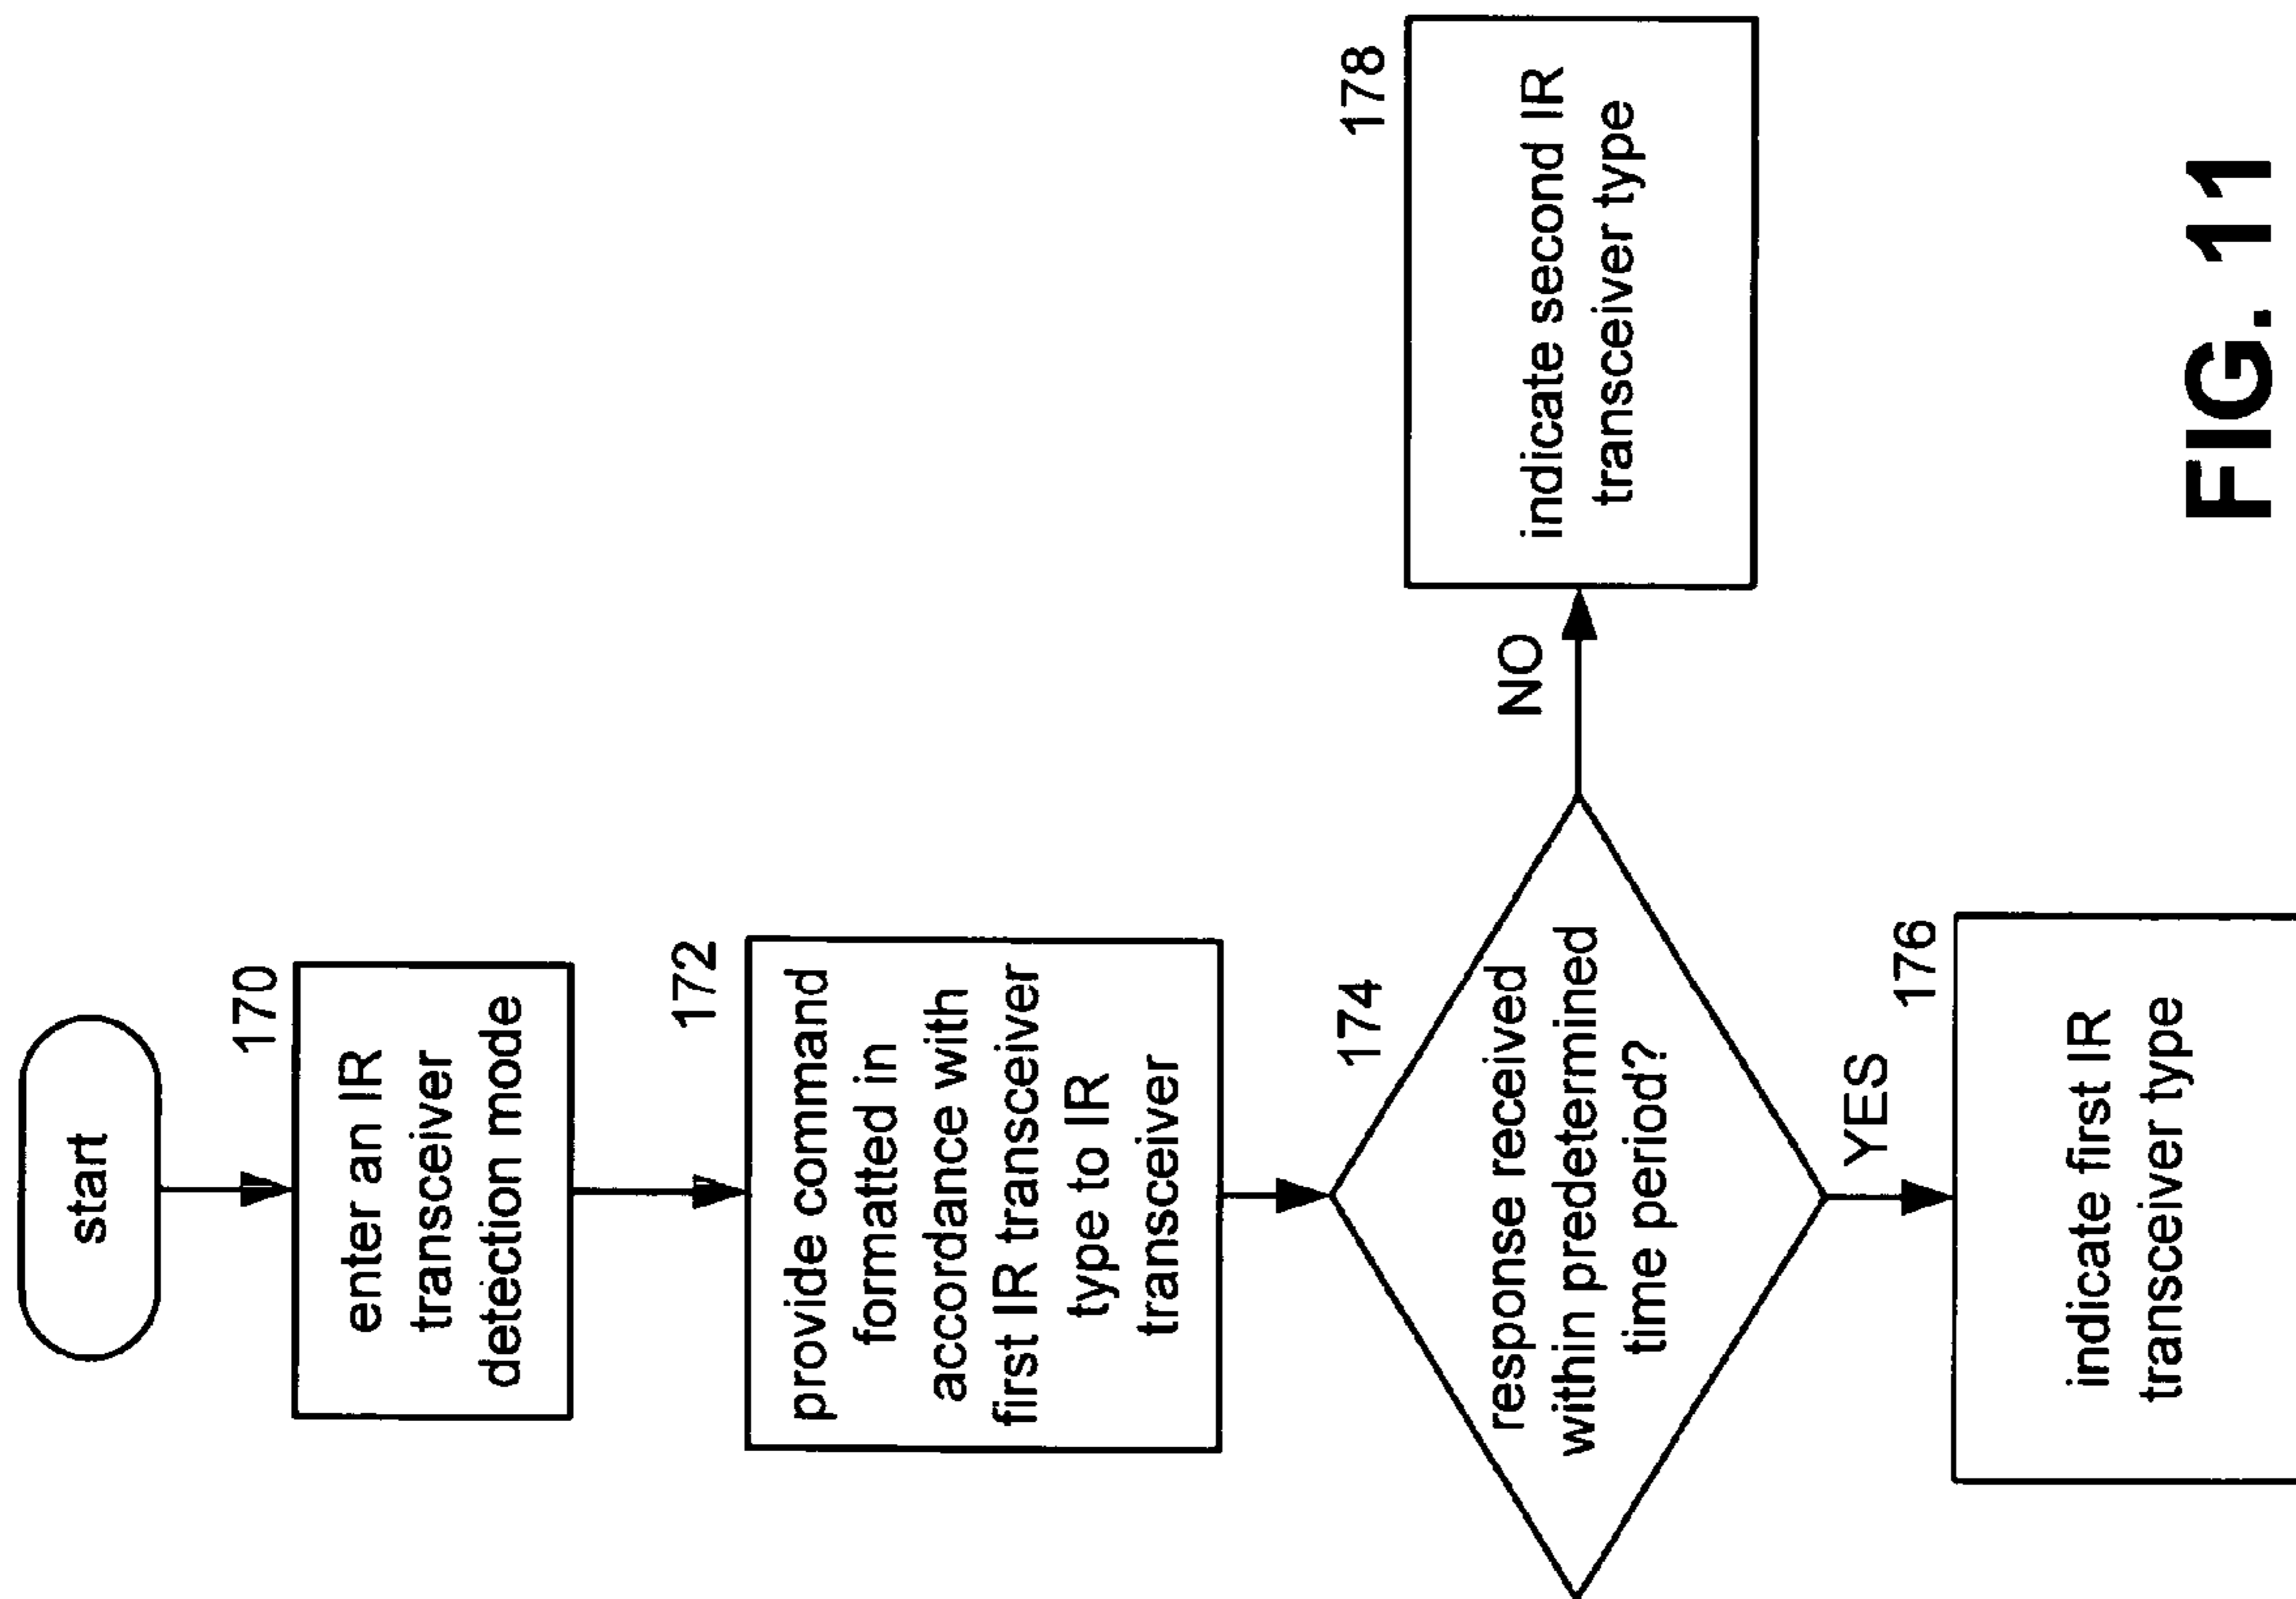 start
170
enter an IR
transceiver
detection mode
172
provide command
formatted in
accordance with
first IR transceiver
type to IR
transceiver
174
response received
within predetermined
time period?
NO
178
indicate second IR
transceiver type
YES
176
indicate first IR
transceiver type
FIG. 11